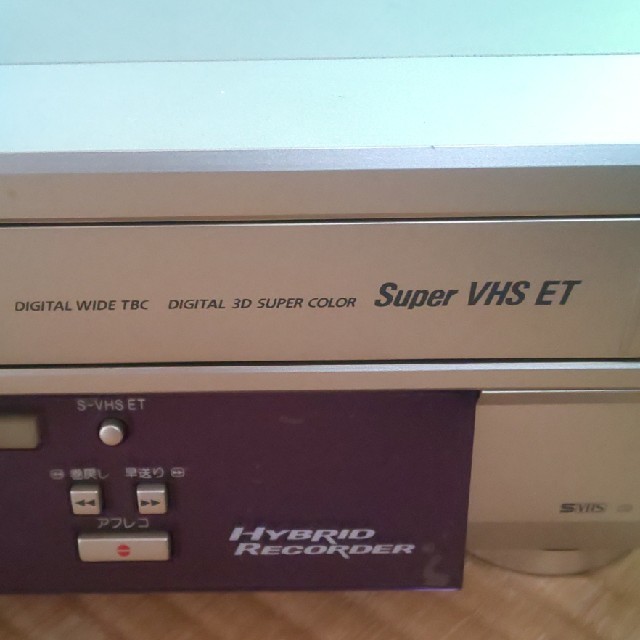 DIGITAL WIDE TBC DIGITAL 3D SUPER COLOR Super VHS ET
S-VHS ET
巻戻し 早送り
アフレコ
HYBRID
RECORDER
SVHS